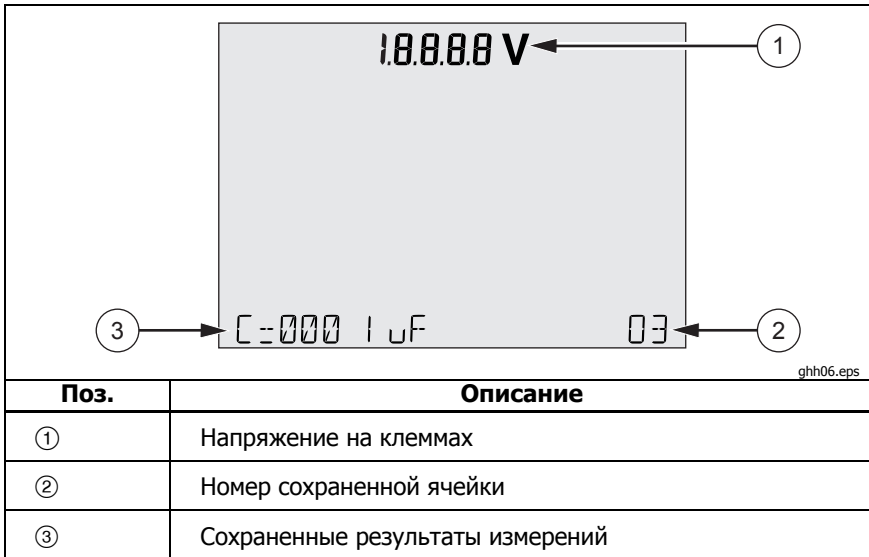 1.8.8.8.8 V
1
3
C=000 1 uF
03
2
ghh06.eps
Поз. Описание
① Напряжение на клеммах
② Номер сохраненной ячейки
③ Сохраненные результаты измерений